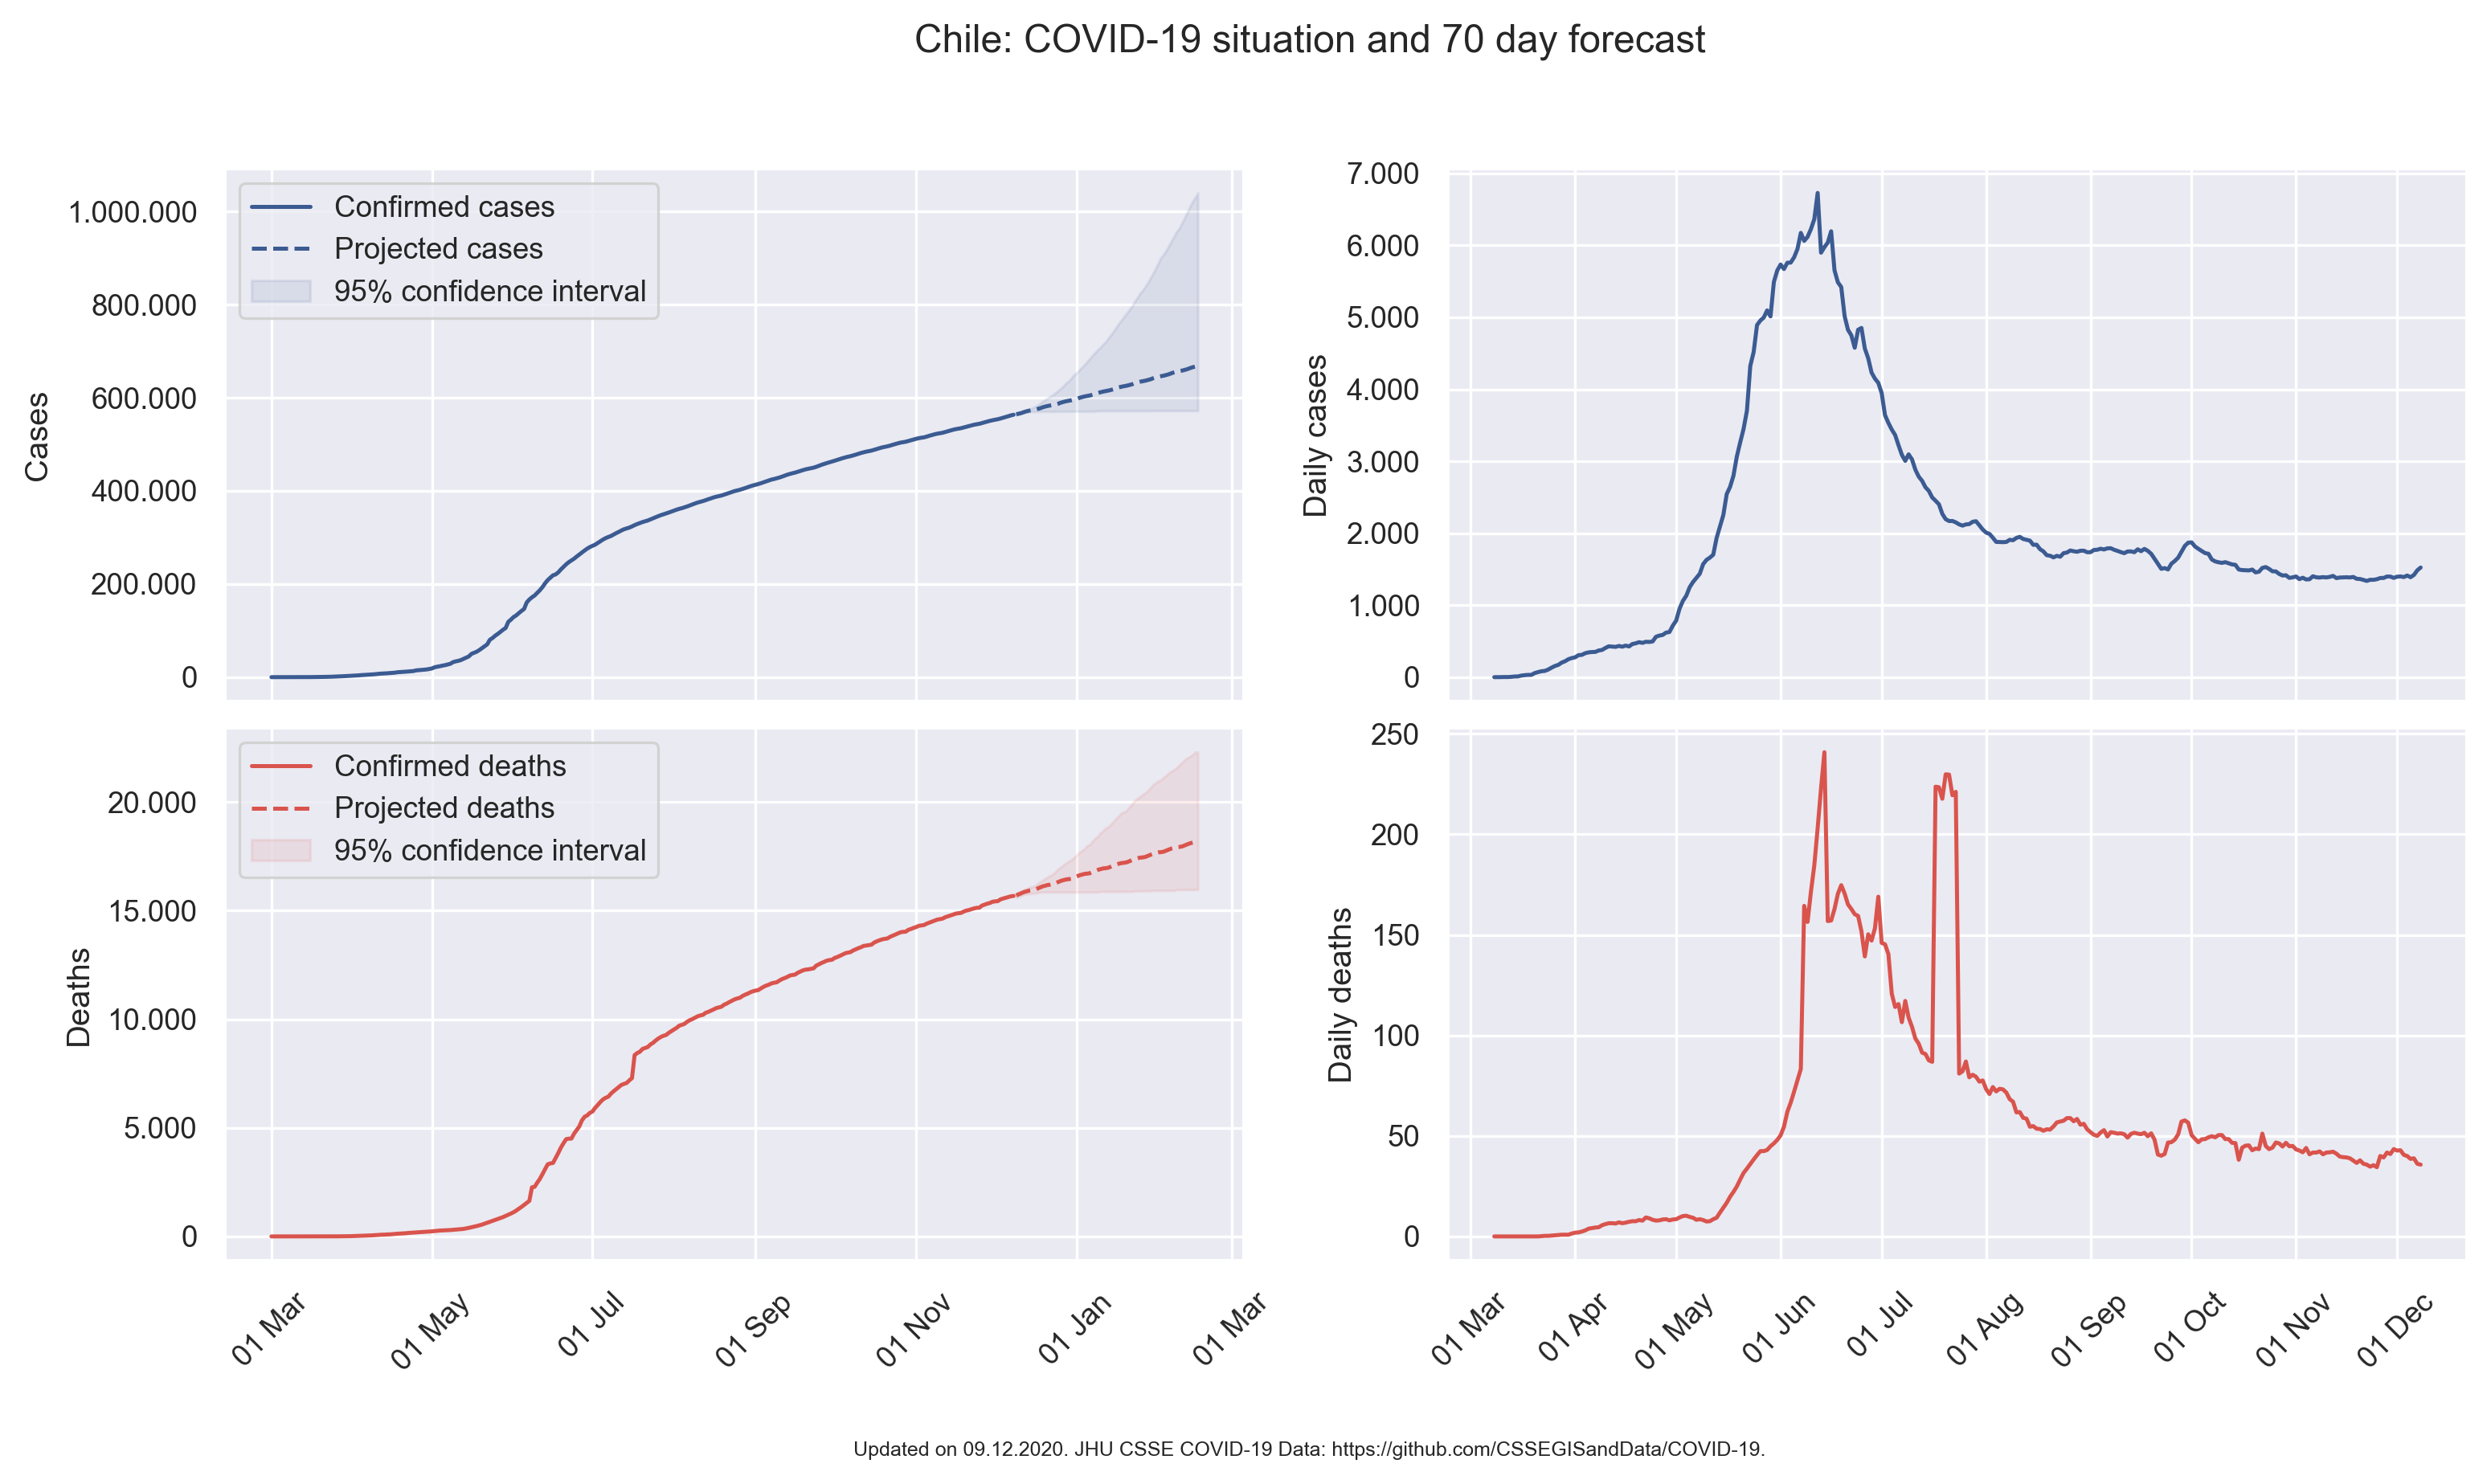 Chile: COVID-19 situation and 70 day forecast
Cases
1.000.000
800.000
600.000
400.000
200.000
0
Confirmed cases
Projected cases
95% confidence interval
Daily cases
7.000
6.000
5.000
4.000
3.000
2.000
1.000
0
Deaths
20.000
15.000
10.000
5.000
0
Confirmed deaths
Projected deaths
95% confidence interval
01 Mar
01 May
01 Jul
01 Sep
01 Nov
01 Jan
01 Mar
Daily deaths
250
200
150
100
50
0
01 Mar
01 Apr
01 May
01 Jun
01 Jul
01 Aug
01 Sep
01 Oct
01 Nov
01 Dec
Updated on 09.12.2020. JHU CSSE COVID-19 Data: https://github.com/CSSEGISandData/COVID-19.